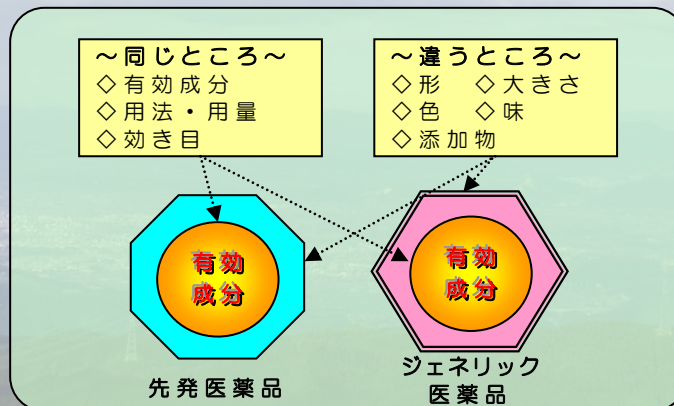 ～同じところ～
◇有効成分
◇用法・用量
◇効き目
～違うところ～
◇形 ◇大きさ
◇色 ◇味
◇添加物
有効
成分
有効
成分
先発医薬品
ジェネリック
医薬品